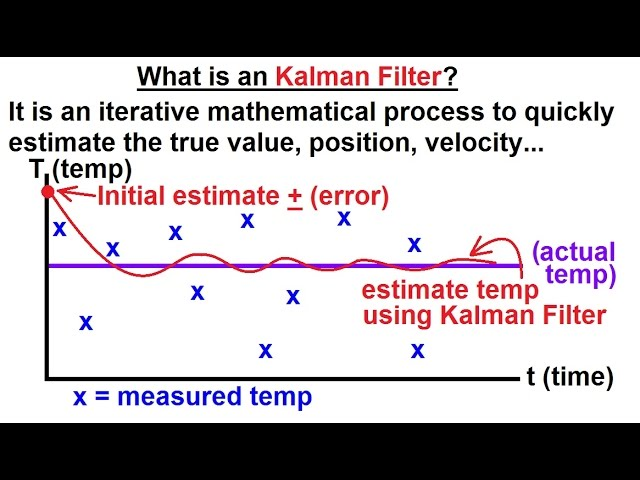 What is an Kalman Filter?
It is an iterative mathematical process to quickly
estimate the true value, position, velocity...
T (temp)
Initial estimate ± (error)
x
x
x
x
x
x
(actual
temp)
x
x
estimate temp
using Kalman Filter
x
x
x
t (time)
x = measured temp